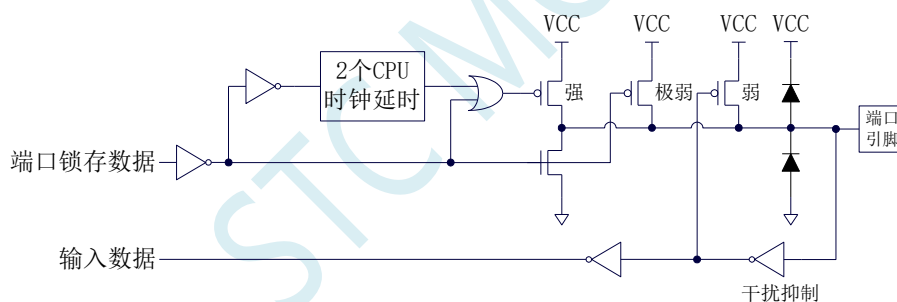 VCC VCC VCC VCC
2个CPU
时钟延时
强
极弱
弱
端口
引脚
端口锁存数据
输入数据
干扰抑制
STC M